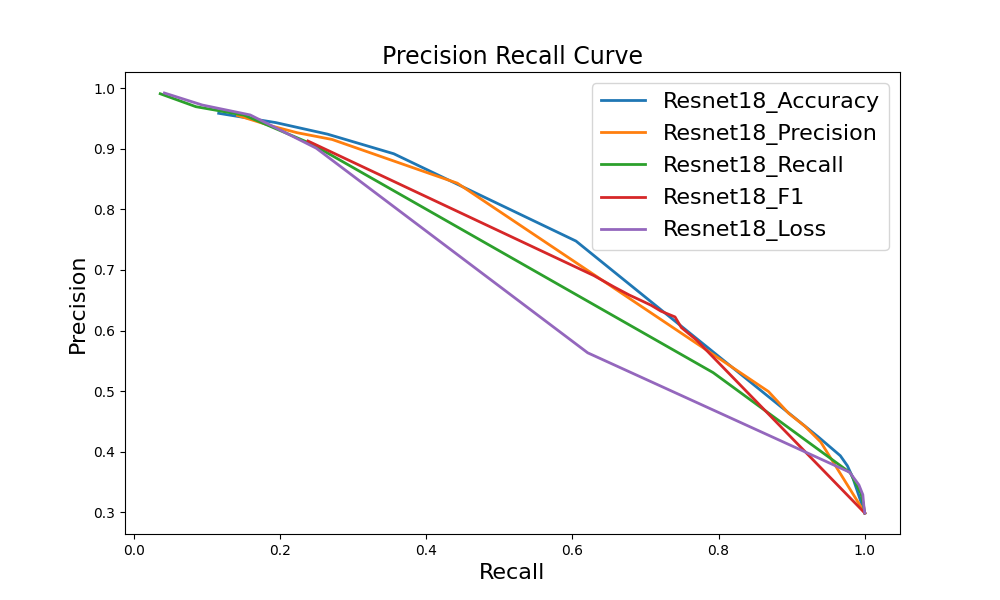 Precision Recall Curve
Resnet18_Accuracy
Resnet18_Precision
Resnet18_Recall
Resnet18_F1
Resnet18_Loss
Precision
1.0
0.9
0.8
0.7
0.6
0.5
0.4
0.3
0.0 0.2 0.4 0.6 0.8 1.0
Recall